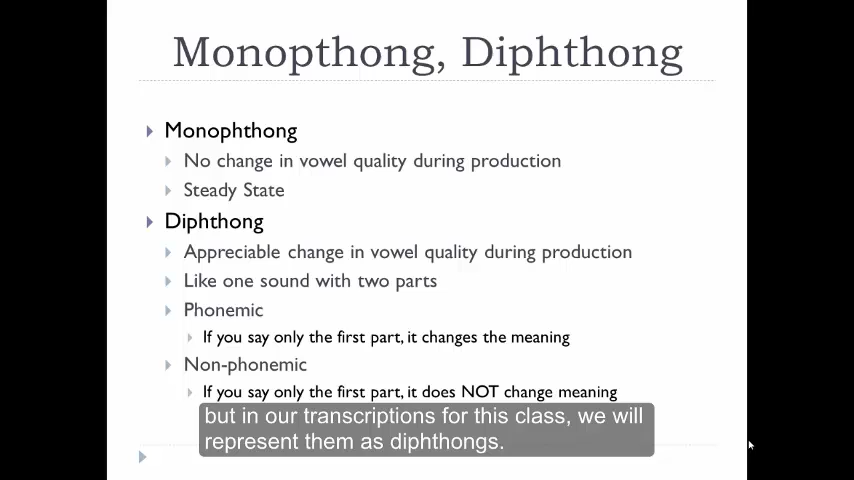 Monopthong, Diphthong
Monophthong
No change in vowel quality during production
Steady State
Diphthong
Appreciable change in vowel quality during production
Like one sound with two parts
Phonemic
If you say only the first part, it changes the meaning
Non-phonemic
If you say only the first part, it does NOT change meaning
but in our transcriptions for this class, we will
represent them as diphthongs.